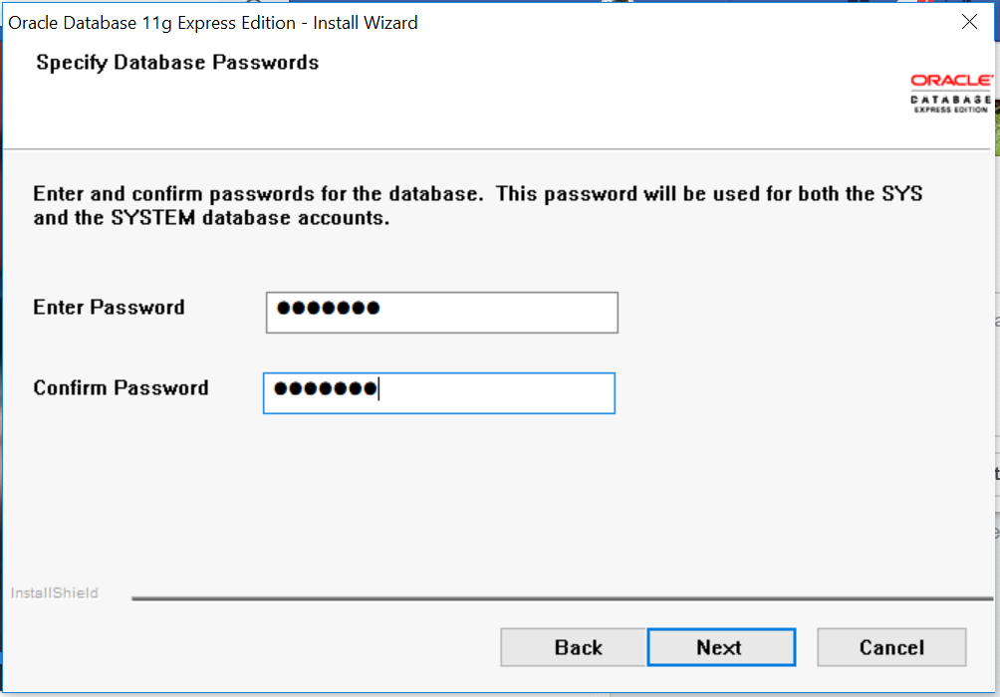 Oracle Database 11g Express Edition - Install Wizard
Specify Database Passwords
ORACLE
DATABASE
EXPRESS EDITION
Enter and confirm passwords for the database.  This password will be used for both the SYS
and the SYSTEM database accounts.
Enter Password ●●●●●●●
Confirm Password ●●●●●●●
InstallShield
Back Next Cancel